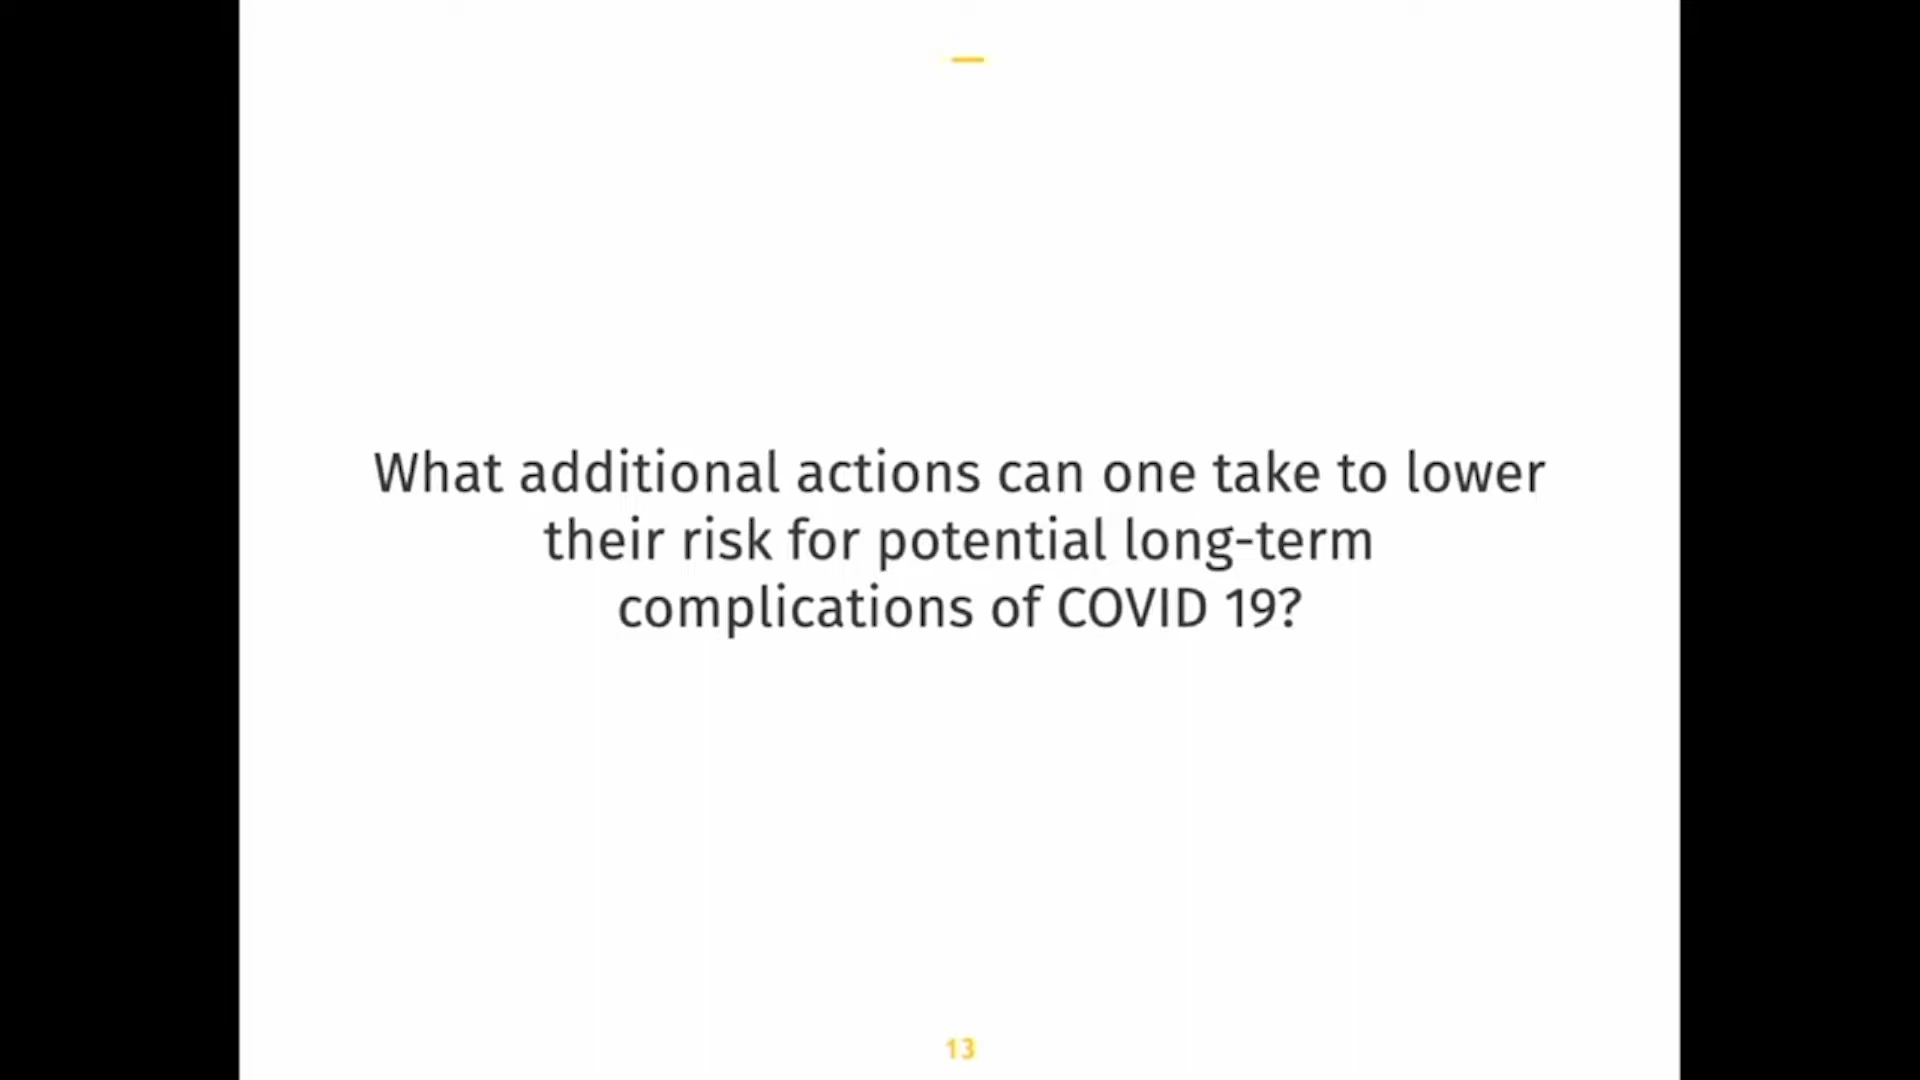 What additional actions can one take to lower
their risk for potential long-term
complications of COVID 19?
13